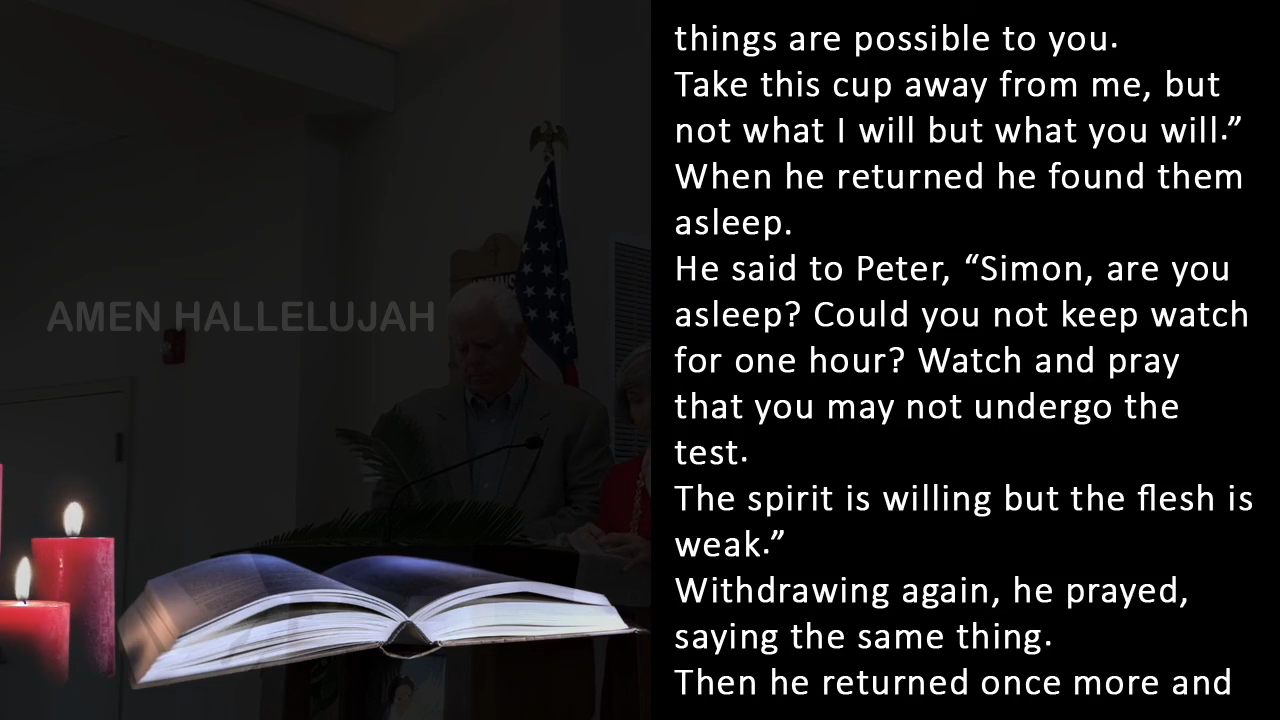 AMEN HALLELUJAH
things are possible to you.
Take this cup away from me, but
not what I will but what you will.”
When he returned he found them
asleep.
He said to Peter, “Simon, are you
asleep? Could you not keep watch
for one hour? Watch and pray
that you may not undergo the
test.
The spirit is willing but the flesh is
weak.”
Withdrawing again, he prayed,
saying the same thing.
Then he returned once more and